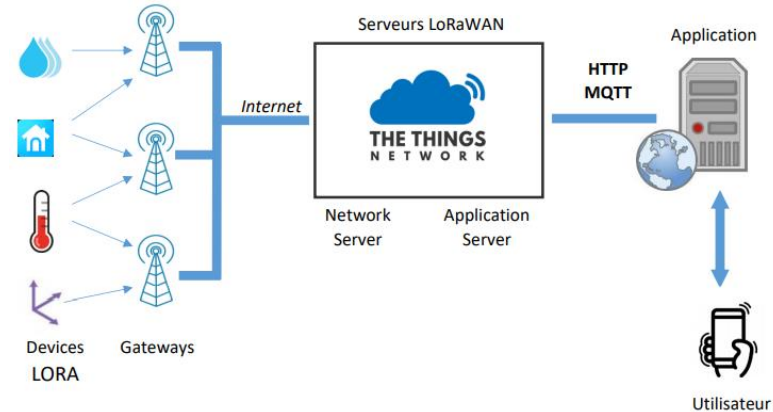 Serveurs LoRaWAN
Application
Internet
HTTP
MQTT
THE THINGS
NETWORK
Network
Server
Application
Server
Devices
LORA
Gateways
Utilisateur